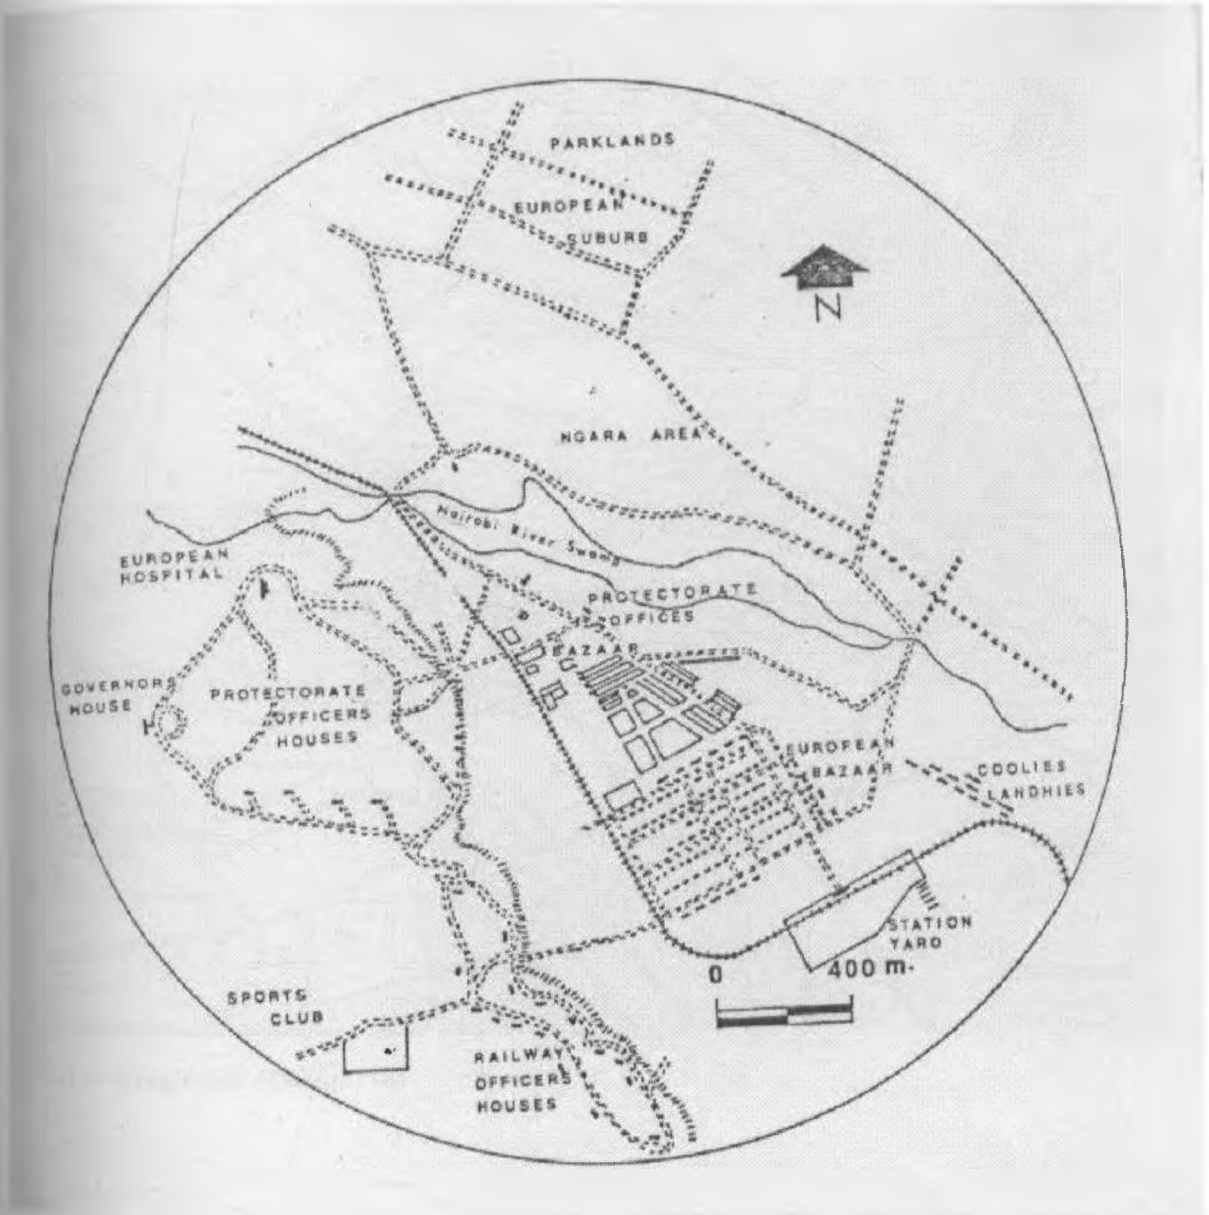 PARKLANDS
EUROPEAN
SUBURB
N
NGARA AREA
Nairobi River Swamp
EUROPEAN
HOSPITAL
PROTECTORATE
OFFICES
BAZAAR
GOVERNORS
HOUSE
PROTECTORATE
OFFICERS
HOUSES
EUROPEAN
BAZAAR
COOLIES
LANDHIES
STATION
YARD
0 400 m.
SPORTS
CLUB
RAILWAY
OFFICERS
HOUSES